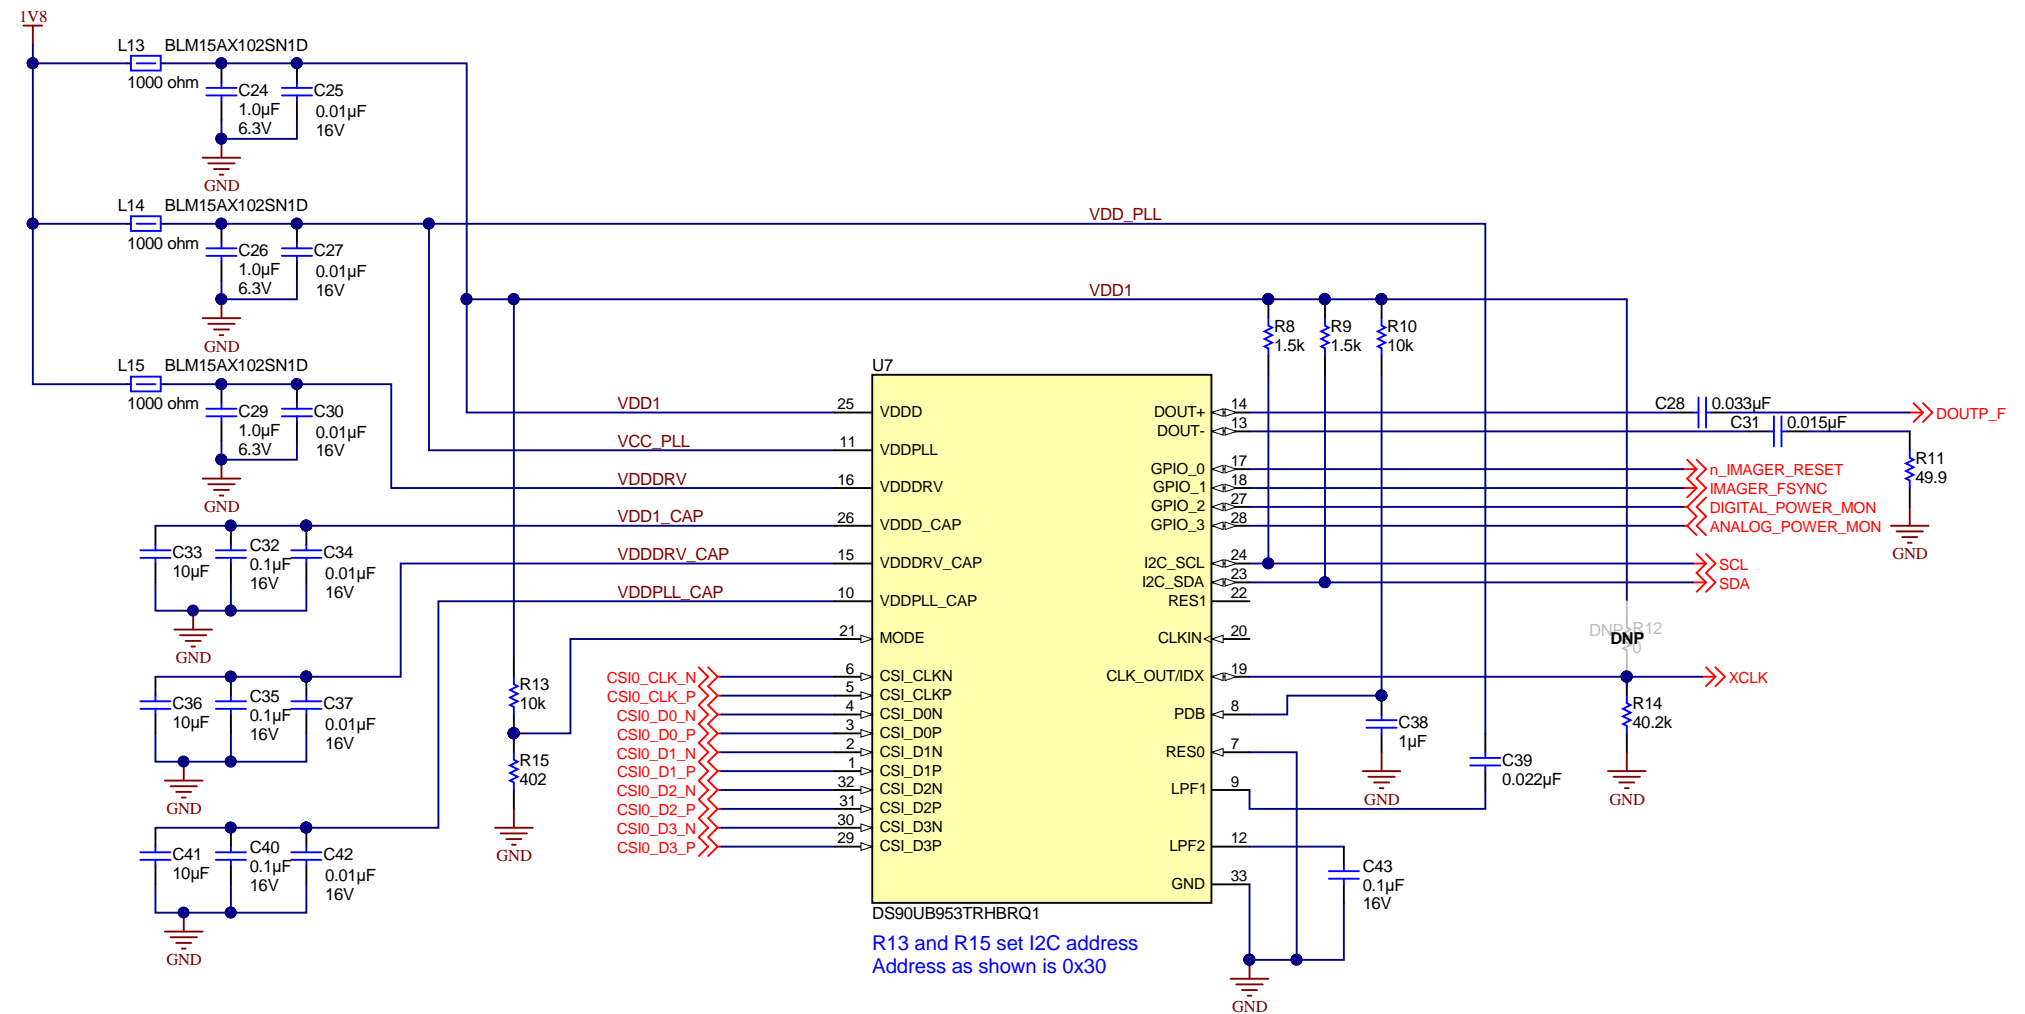 1V8
L13 BLM15AX102SN1D
1000 ohm
C24
1.0µF
6.3V
C25
0.01µF
16V
GND
L14 BLM15AX102SN1D
1000 ohm
C26
1.0µF
6.3V
C27
0.01µF
16V
GND
L15 BLM15AX102SN1D
1000 ohm
C29
1.0µF
6.3V
C30
0.01µF
16V
GND
C33
10µF
C32
0.1µF
16V
C34
0.01µF
16V
GND
C36
10µF
C35
0.1µF
16V
C37
0.01µF
16V
GND
C41
10µF
C40
0.1µF
16V
C42
0.01µF
16V
GND
VDD_PLL
VDD1
R8
1.5k
R9
1.5k
R10
10k
VDD1
VCC_PLL
VDDDRV
VDD1_CAP
VDDDRV_CAP
VDDPLL_CAP
R13
10k
R15
402
GND
CSI0_CLK_N
CSI0_CLK_P
CSI0_D0_N
CSI0_D0_P
CSI0_D1_N
CSI0_D1_P
CSI0_D2_N
CSI0_D2_P
CSI0_D3_N
CSI0_D3_P
U7
25 VDDD
11 VDDPLL
16 VDDDRV
26 VDDD_CAP
15 VDDDRV_CAP
10 VDDPLL_CAP
21 MODE
6 CSI_CLKN
5 CSI_CLKP
4 CSI_D0N
3 CSI_D0P
2 CSI_D1N
1 CSI_D1P
32 CSI_D2N
31 CSI_D2P
30 CSI_D3N
29 CSI_D3P
DOUT+ 14
DOUT- 13
GPIO_0 17
GPIO_1 18
GPIO_2 27
GPIO_3 28
I2C_SCL 24
I2C_SDA 23
RES1 22
CLKIN 20
CLK_OUT/IDX 19
PDB 8
RES0 7
LPF1 9
LPF2 12
GND 33
DS90UB953TRHBRQ1
R13 and R15 set I2C address
Address as shown is 0x30
C28 0.033µF
C31 0.015µF
DOUTP_F
R11
49.9
GND
n_IMAGER_RESET
IMAGER_FSYNC
DIGITAL_POWER_MON
ANALOG_POWER_MON
SCL
SDA
DNP R12
DNP
0
XCLK
R14
40.2k
GND
C38
1µF
GND
C39
0.022µF
C43
0.1µF
16V
GND